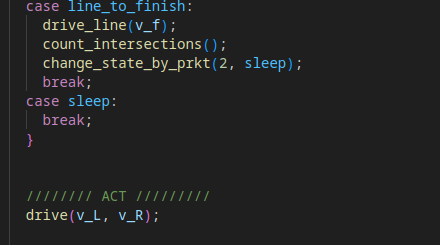 case line_to_finish:
drive_line(v_f);
count_intersections();
change_state_by_prkt(2, sleep);
break;
case sleep:
break;
}
//////// ACT /////////
drive(v_L, v_R);